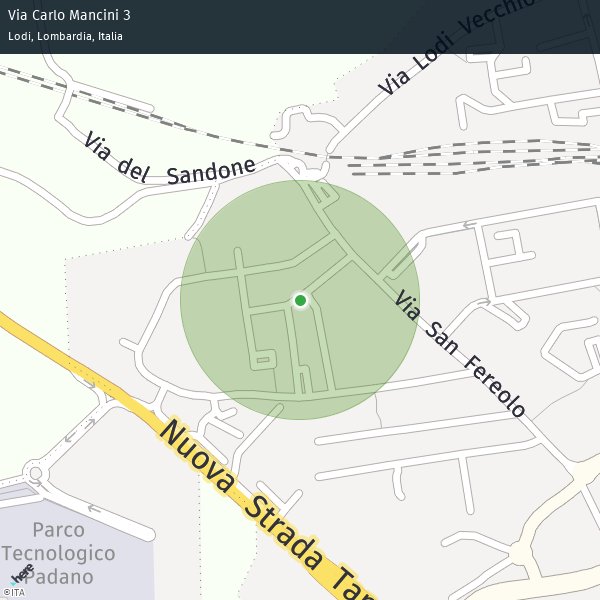 Via Carlo Mancini 3
Lodi, Lombardia, Italia
Via Lodi Vecchio
Via del Sandone
Via San Fereolo
Nuova Strada Tan
Parco
Tecnologico
Padano
here
©ITA